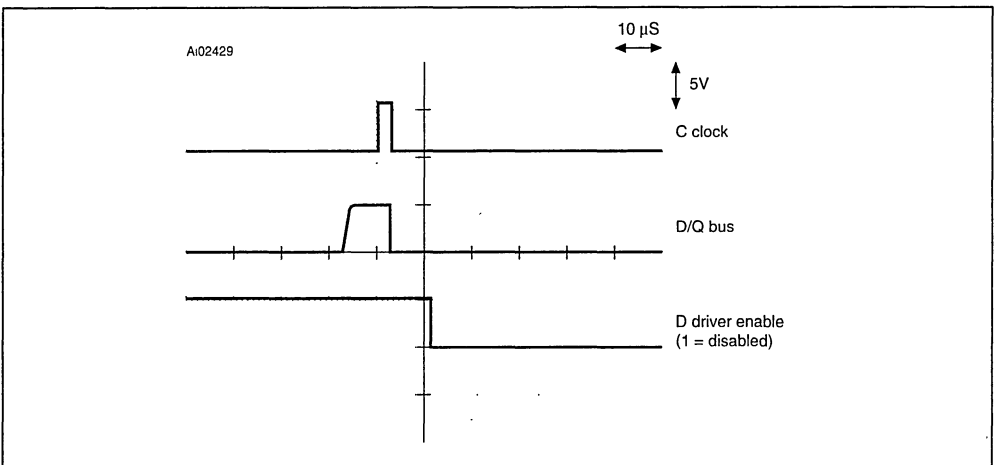 10 µS
Ai02429
5V
C clock
D/Q bus
D driver enable
(1 = disabled)